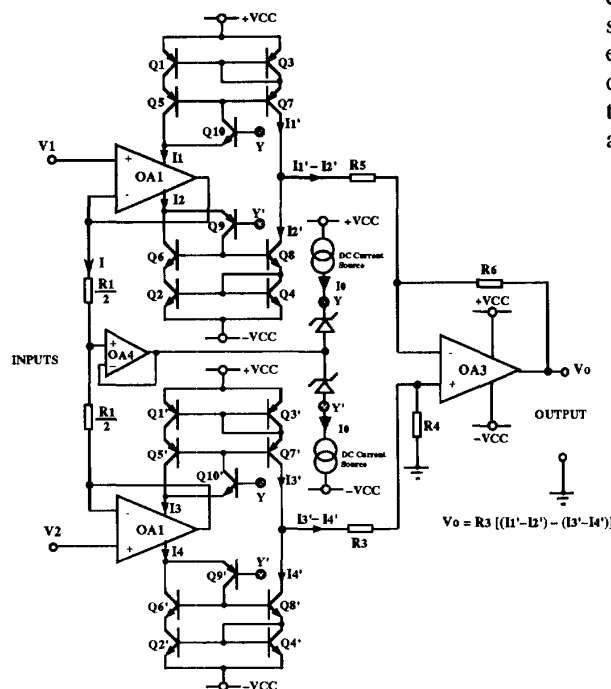 +VCC
Q1
Q3
Q5
Q7
Q10
I1'
Y
V1
+
-
OA1
I1
I2
I1'-I2'
R5
Q9
Y'
I2'
+VCC
DC Current
Source
I0
Y
I
Q6
Q8
R1
2
Q2
Q4
R6
+VCC
-VCC
INPUTS
+
-
OA4
-
+
OA3
Vo
+VCC
R1
2
Q1'
Q3'
Y'
I0
R4
OUTPUT
-VCC
Q5'
Q7'
DC Current
Source
-VCC
Q10'
Y
I3'
V2
-
+
OA1
I3
I4
I3'-I4'
R3
Vo = R3 [(I1'-I2') - (I3'-I4')]
Q9'
Y'
I4'
Q6'
Q8'
Q2'
Q4'
-VCC